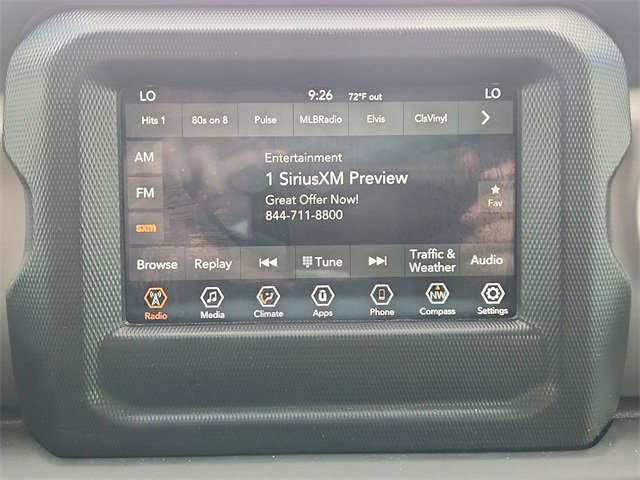 LO 9:26 72°F out LO
Hits 1 80s on 8 Pulse MLBRadio Elvis ClsVinyl
AM
Entertainment
1 SiriusXM Preview
FM
Great Offer Now!
Fav
844-711-8800
sxm
Browse Replay Tune Traffic & Weather Audio
NW
Radio Media Climate Apps Phone Compass Settings